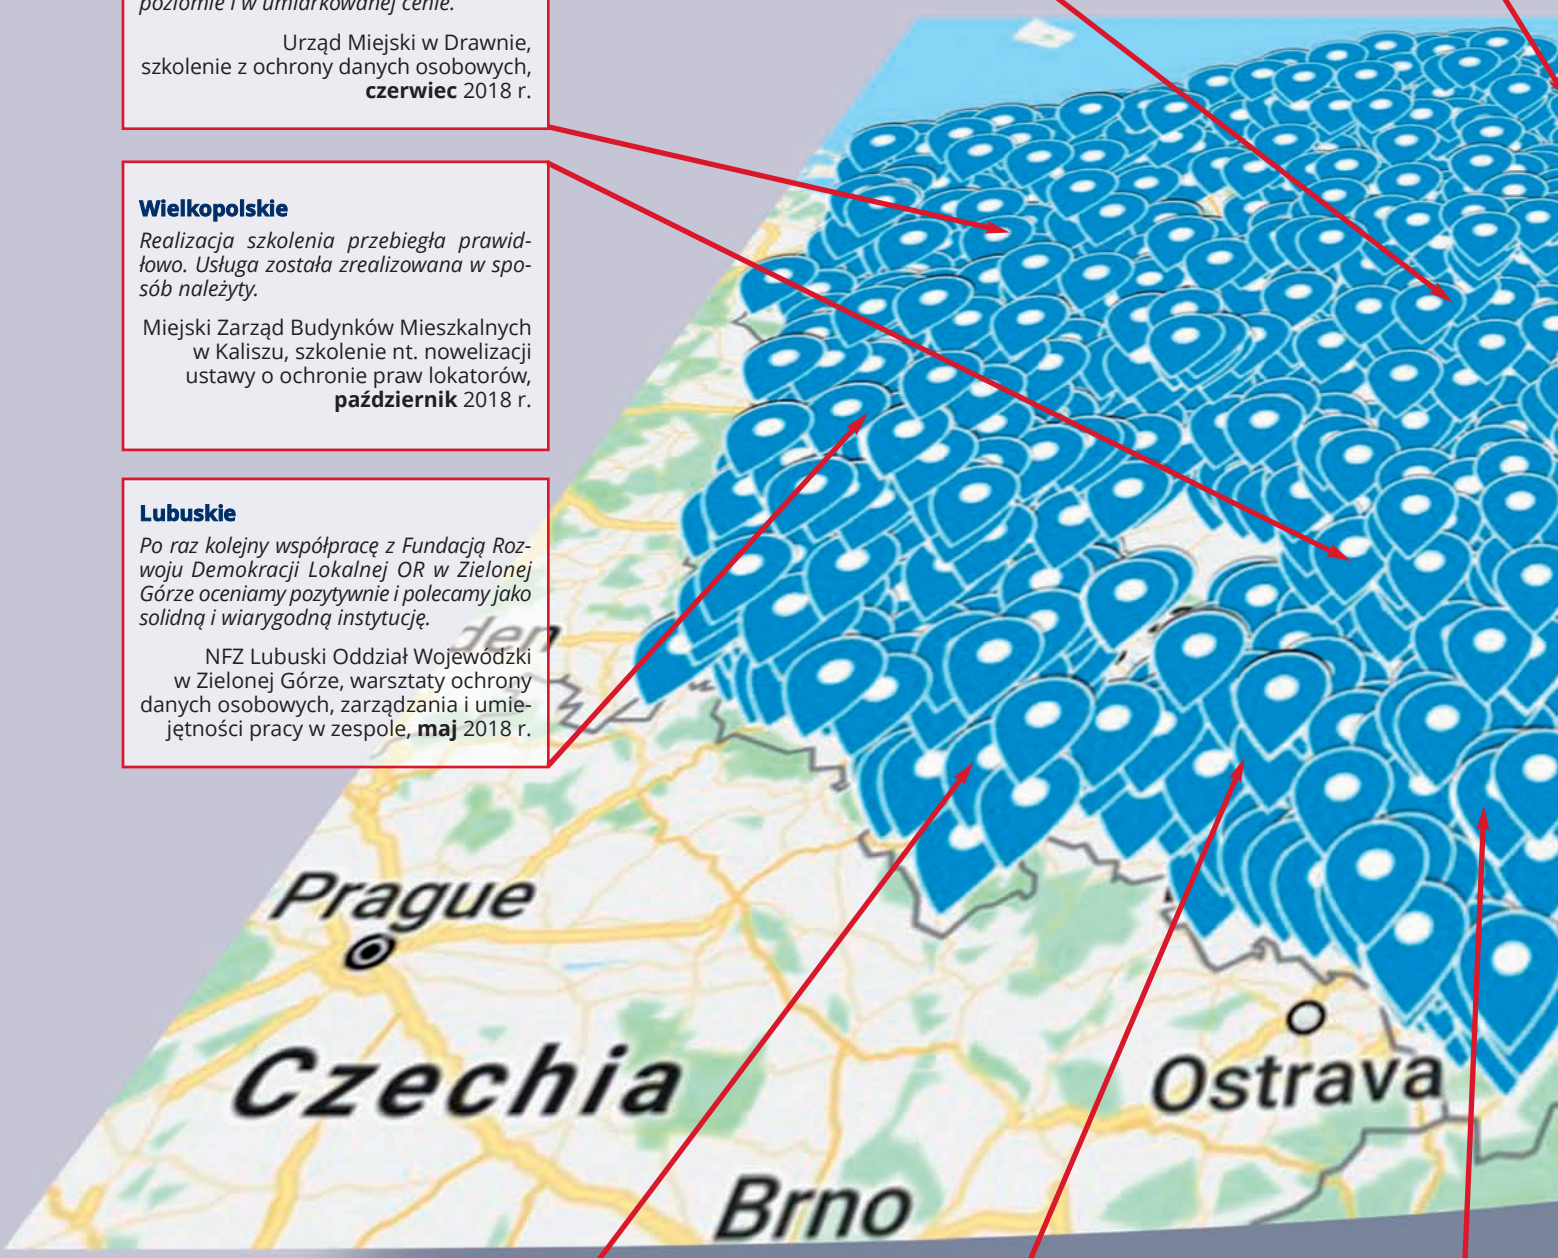 poziomie i w umiarkowanej cenie.
Urząd Miejski w Drawnie,
szkolenie z ochrony danych osobowych,
czerwiec 2018 r.
Wielkopolskie
Realizacja szkolenia przebiegła prawid-
łowo. Usługa została zrealizowana w spo-
sób należyty.
Miejski Zarząd Budynków Mieszkalnych
w Kaliszu, szkolenie nt. nowelizacji
ustawy o ochronie praw lokatorów,
październik 2018 r.
Lubuskie
Po raz kolejny współpracę z Fundacją Roz-
woju Demokracji Lokalnej OR w Zielonej
Górze oceniamy pozytywnie i polecamy jako
solidną i wiarygodną instytucję.
NFZ Lubuski Oddział Wojewódzki
w Zielonej Górze, warsztaty ochrony
danych osobowych, zarządzania i umie-
jętności pracy w zespole, maj 2018 r.
den
Prague
Czechia
Ostrava
Brno